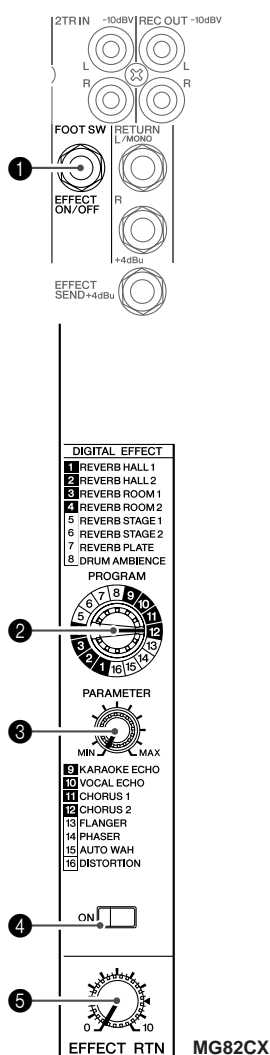 2TR IN -10dBV REC OUT -10dBV
L L
R R
FOOT SW RETURN
L/MONO
1
EFFECT
ON/OFF
R
+4dBu
EFFECT
SEND+4dBu
DIGITAL EFFECT
1 REVERB HALL 1
2 REVERB HALL 2
3 REVERB ROOM 1
4 REVERB ROOM 2
5 REVERB STAGE 1
6 REVERB STAGE 2
7 REVERB PLATE
8 DRUM AMBIENCE
PROGRAM
2
1 2 3 5 6 7 8 9 10 11 12 13 14 15 16
PARAMETER
3
MIN MAX
9 KARAOKE ECHO
10 VOCAL ECHO
11 CHORUS 1
12 CHORUS 2
13 FLANGER
14 PHASER
15 AUTO WAH
16 DISTORTION
4 ON
5
0 10
EFFECT RTN MG82CX